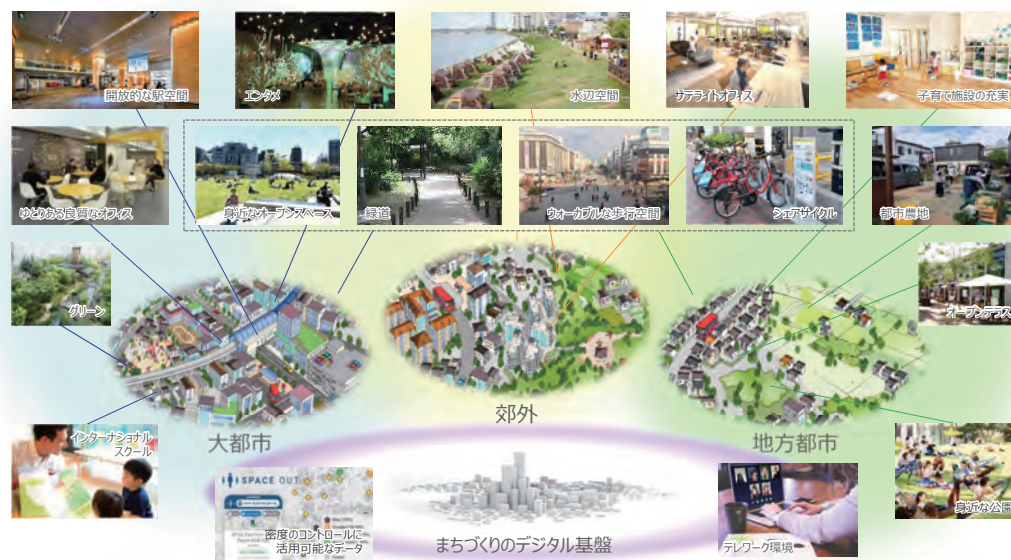 開放的な駅空間
エンタメ
水辺空間
サテライトオフィス
子育て施設の充実
ゆとりある良質なオフィス
身近なオープンスペース
緑道
ウォーカブルな歩行空間
シェアサイクル
都市農地
グリーン
オープンテラス
大都市
郊外
地方都市
インターナショナル
スクール
SPACE OUT
密度のコントロールに
活用可能なデータ
まちづくりのデジタル基盤
テレワーク環境
身近な公園